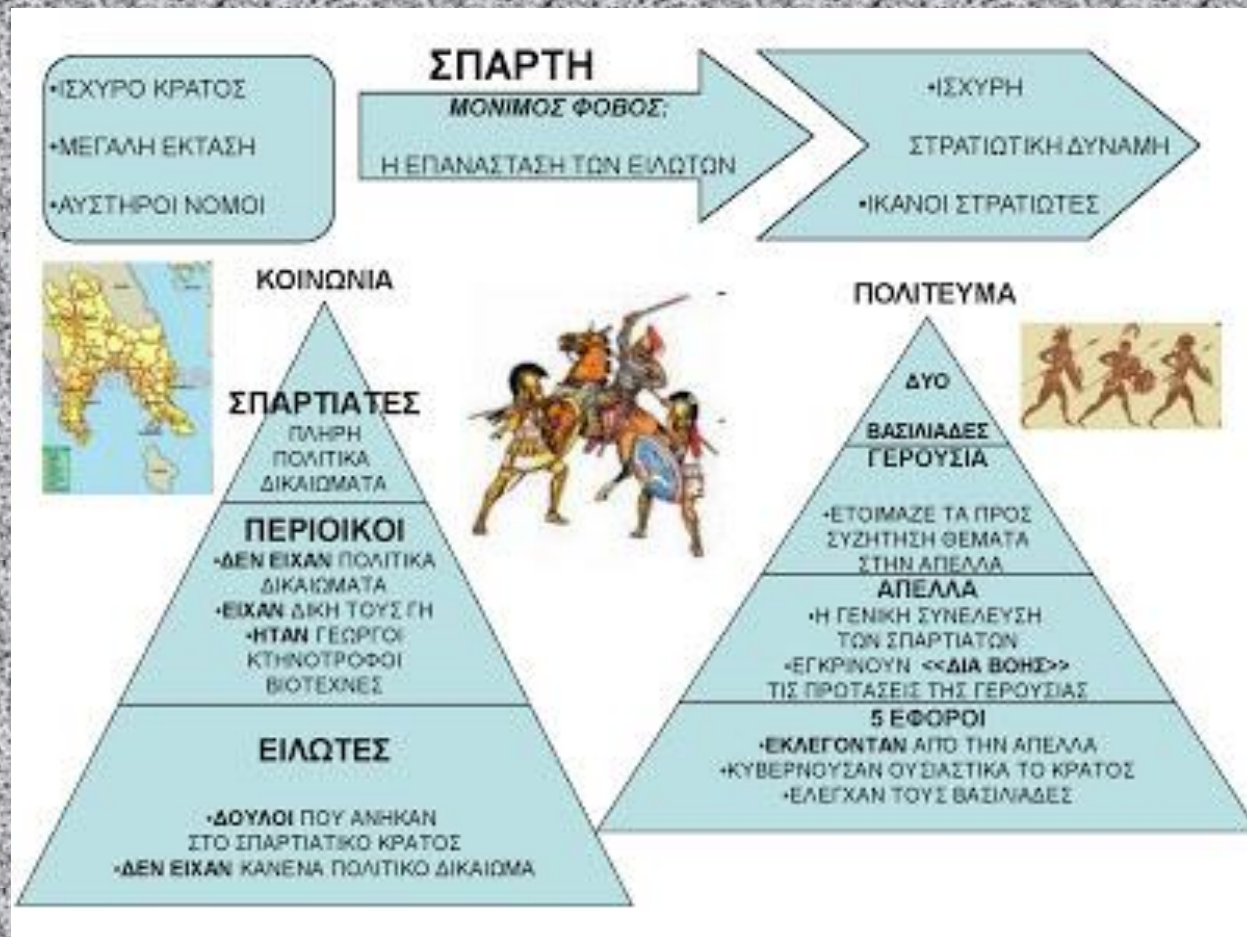 ΣΠΑΡΤΗ
•ΙΣΧΥΡΟ ΚΡΑΤΟΣ
•ΜΕΓΑΛΗ ΕΚΤΑΣΗ
•ΑΥΣΤΗΡΟΙ ΝΟΜΟΙ
ΜΟΝΙΜΟΣ ΦΟΒΟΣ:
Η ΕΠΑΝΑΣΤΑΣΗ ΤΩΝ ΕΙΛΩΤΩΝ
•ΙΣΧΥΡΗ
ΣΤΡΑΤΙΩΤΙΚΗ ΔΥΝΑΜΗ
•ΙΚΑΝΟΙ ΣΤΡΑΤΙΩΤΕΣ
ΚΟΙΝΩΝΙΑ
ΣΠΑΡΤΙΑΤΕΣ
ΠΛΗΡΗ
ΠΟΛΙΤΙΚΑ
ΔΙΚΑΙΩΜΑΤΑ
ΠΕΡΙΟΙΚΟΙ
•ΔΕΝ ΕΙΧΑΝ ΠΟΛΙΤΙΚΑ
ΔΙΚΑΙΩΜΑΤΑ
•ΕΙΧΑΝ ΔΙΚΗ ΤΟΥΣ ΓΗ
•ΗΤΑΝ ΓΕΩΡΓΟΙ
ΚΤΗΝΟΤΡΟΦΟΙ
ΒΙΟΤΕΧΝΕΣ
ΕΙΛΩΤΕΣ
•ΔΟΥΛΟΙ ΠΟΥ ΑΝΗΚΑΝ
ΣΤΟ ΣΠΑΡΤΙΑΤΙΚΟ ΚΡΑΤΟΣ
•ΔΕΝ ΕΙΧΑΝ ΚΑΝΕΝΑ ΠΟΛΙΤΙΚΟ ΔΙΚΑΙΩΜΑ
ΠΟΛΙΤΕΥΜΑ
ΔΥΟ
ΒΑΣΙΛΙΑΔΕΣ
ΓΕΡΟΥΣΙΑ
•ΕΤΟΙΜΑΖΕ ΤΑ ΠΡΟΣ
ΣΥΖΗΤΗΣΗ ΘΕΜΑΤΑ
ΣΤΗΝ ΑΠΕΛΛΑ
ΑΠΕΛΛΑ
•Η ΓΕΝΙΚΗ ΣΥΝΕΛΕΥΣΗ
ΤΩΝ ΣΠΑΡΤΙΑΤΩΝ
•ΕΓΚΡΙΝΟΥΝ <<ΔΙΑ ΒΟΗΣ>>
ΤΙΣ ΠΡΟΤΑΣΕΙΣ ΤΗΣ ΓΕΡΟΥΣΙΑΣ
5 ΕΦΟΡΟΙ
•ΕΚΛΕΓΟΝΤΑΝ ΑΠΟ ΤΗΝ ΑΠΕΛΛΑ
•ΚΥΒΕΡΝΟΥΣΑΝ ΟΥΣΙΑΣΤΙΚΑ ΤΟ ΚΡΑΤΟΣ
•ΕΛΕΓΧΑΝ ΤΟΥΣ ΒΑΣΙΛΙΑΔΕΣ